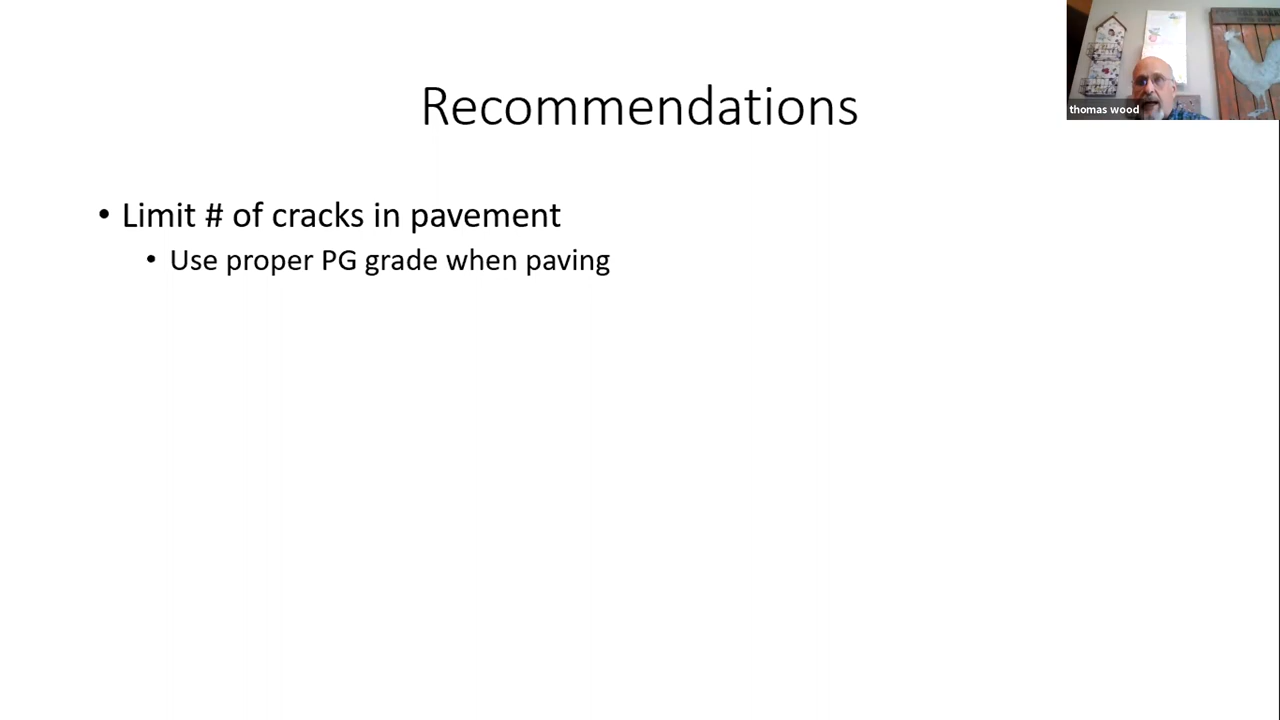 Recommendations
thomas wood
• Limit # of cracks in pavement
• Use proper PG grade when paving